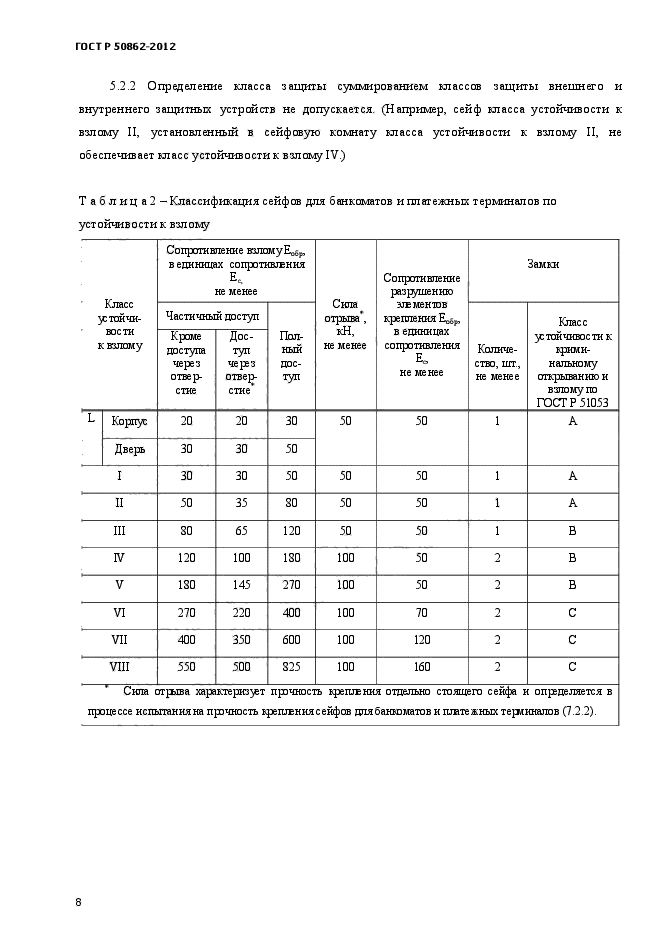 ГОСТ Р 50862-2012
5.2.2 Определение класса защиты суммированием классов защиты внешнего и
внутреннего защитных устройств не допускается. (Например, сейф класса устойчивости к
взлому II, установленный в сейфовую комнату класса устойчивости к взлому II, не
обеспечивает класс устойчивости к взлому IV.)
Т а б л и ц а 2 – Классификация сейфов для банкоматов и платежных терминалов по
устойчивости к взлому
Класс
устойчи-
вости
к взлому
Сопротивление взлому Eобр,
в единицах сопротивления
Ec,
не менее
Частичный доступ
Кроме
доступа
через
отвер-
стие
Дос-
туп
через
отвер-
стие*
Пол-
ный
дос-
туп
Сила
отрыва*,
кН,
не менее
Сопротивление
разрушению
элементов
крепления Eобр,
в единицах
сопротивления
Ec,
не менее
Замки
Количе-
ство, шт.,
не менее
Класс
устойчивости к
крими-
нальному
открыванию и
взлому по
ГОСТ Р 51053
L Корпус 20 20 30 50 50 1 А
Дверь 30 30 50
I 30 30 50 50 50 1 А
II 50 35 80 50 50 1 А
III 80 65 120 50 50 1 В
IV 120 100 180 100 50 2 В
V 180 145 270 100 50 2 В
VI 270 220 400 100 70 2 С
VII 400 350 600 100 120 2 С
VIII 550 500 825 100 160 2 С
* Сила отрыва характеризует прочность крепления отдельно стоящего сейфа и определяется в
процессе испытания на прочность крепления сейфов для банкоматов и платежных терминалов (7.2.2).
8